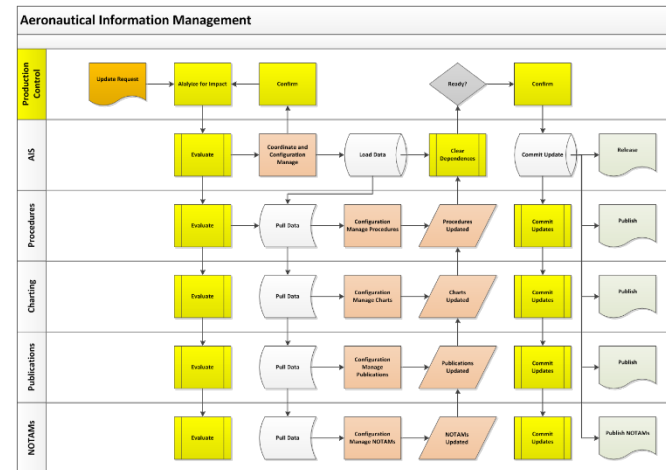 Aeronautical Information Management
Production
Control
Update Request
Alalyize for Impact
Confirm
Ready?
Confirm
AIS
Evaluate
Coordinate and
Configuration
Manage
Load Data
Close
Dependences
Commit Update
Release
Procedures
Evaluate
Pull Data
Configuration
Manage Procedures
Procedures
Updated
Commit
Updates
Publish
Charting
Evaluate
Pull Data
Configuration
Manage Charts
Charts
Updated
Commit
Updates
Publish
Publications
Evaluate
Pull Data
Configuration
Manage
Publications
Publications
Updated
Commit
Updates
Publish
NOTAMs
Evaluate
Pull Data
Configuration
Manage NOTAMs
NOTAMs
Updated
Commit
Updates
Publish NOTAMs